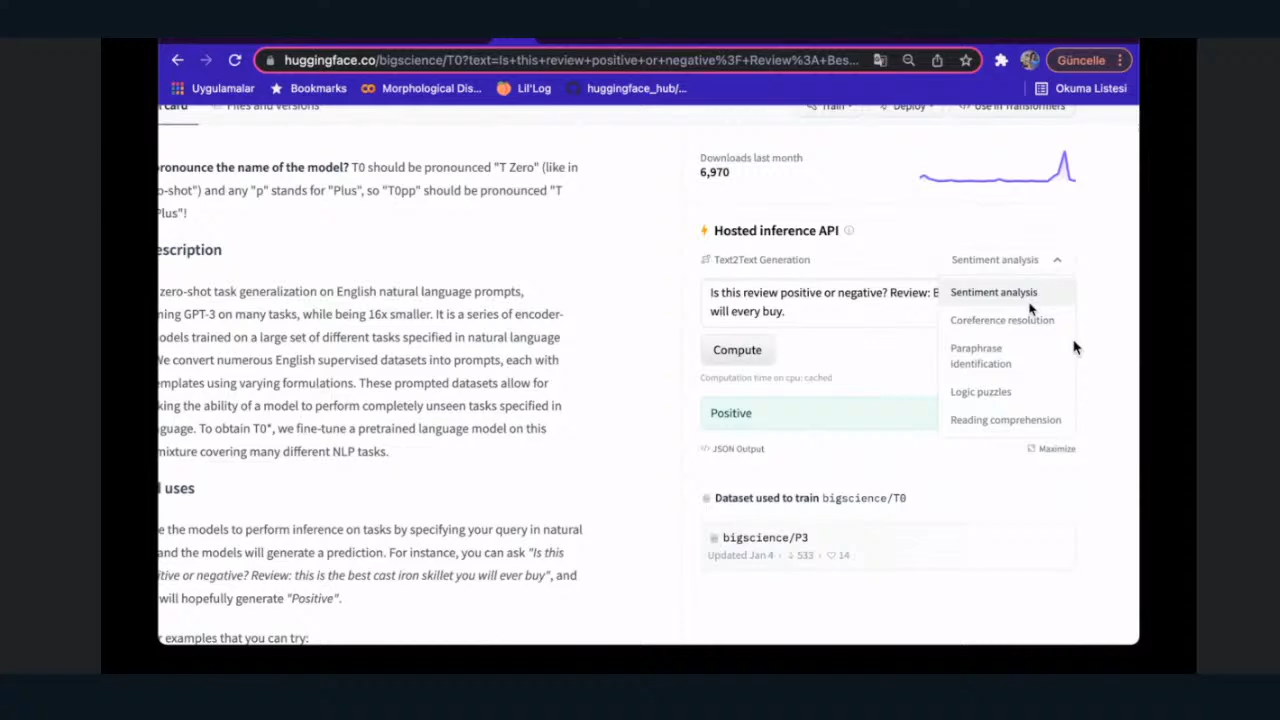 huggingface.co/bigscience/T0?text=Is+this+review+positive+or+negative%3F+Review%3A+Bes...
Güncelle
Uygulamalar
Bookmarks
Morphological Dis...
Lil'Log
huggingface_hub/...
Okuma Listesi
card
Files and versions
Train
Deploy
Use in Transformers
pronounce the name of the model? T0 should be pronounced "T Zero" (like in
o-shot") and any "p" stands for "Plus", so "T0pp" should be pronounced "T
Plus"!
escription
zero-shot task generalization on English natural language prompts,
ning GPT-3 on many tasks, while being 16x smaller. It is a series of encoder-
odels trained on a large set of different tasks specified in natural language
We convert numerous English supervised datasets into prompts, each with
emplates using varying formulations. These prompted datasets allow for
king the ability of a model to perform completely unseen tasks specified in
guage. To obtain T0*, we fine-tune a pretrained language model on this
mixture covering many different NLP tasks.
uses
e the models to perform inference on tasks by specifying your query in natural
and the models will generate a prediction. For instance, you can ask "Is this
itive or negative? Review: this is the best cast iron skillet you will ever buy", and
will hopefully generate "Positive".
r examples that you can try:
Downloads last month
6,970
Hosted inference API
Text2Text Generation
Sentiment analysis
Is this review positive or negative? Review: B
will every buy.
Sentiment analysis
Coreference resolution
Paraphrase
identification
Logic puzzles
Reading comprehension
Compute
Computation time on cpu: cached
Positive
JSON Output
Maximize
Dataset used to train bigscience/T0
bigscience/P3
Updated Jan 4 • ↓ 533 • ♡ 14